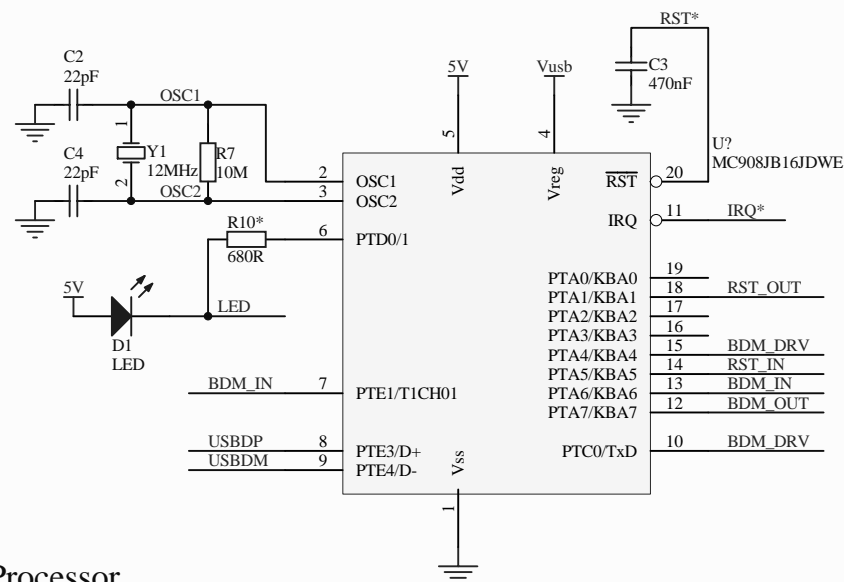 RST*
C2
22pF
5V
Vusb
C3
470nF
OSC1
1
5
4
U?
MC908JB16JDWE
C4
22pF
Y1
12MHz
R7
10M
2
OSC2
2
OSC1
Vdd
Vreg
RST
20
3
OSC2
R10*
680R
6
PTD0/1
IRQ
11
IRQ*
5V
LED
D1
LED
PTA0/KBA0
19
PTA1/KBA1
18
RST_OUT
PTA2/KBA2
17
PTA3/KBA3
16
PTA4/KBA4
15
BDM_DRV
PTA5/KBA5
14
RST_IN
PTA6/KBA6
13
BDM_IN
PTA7/KBA7
12
BDM_OUT
BDM_IN
7
PTE1/T1CH01
USBDP
8
PTE3/D+
USBDM
9
PTE4/D-
Vss
PTC0/TxD
10
BDM_DRV
1
Processor